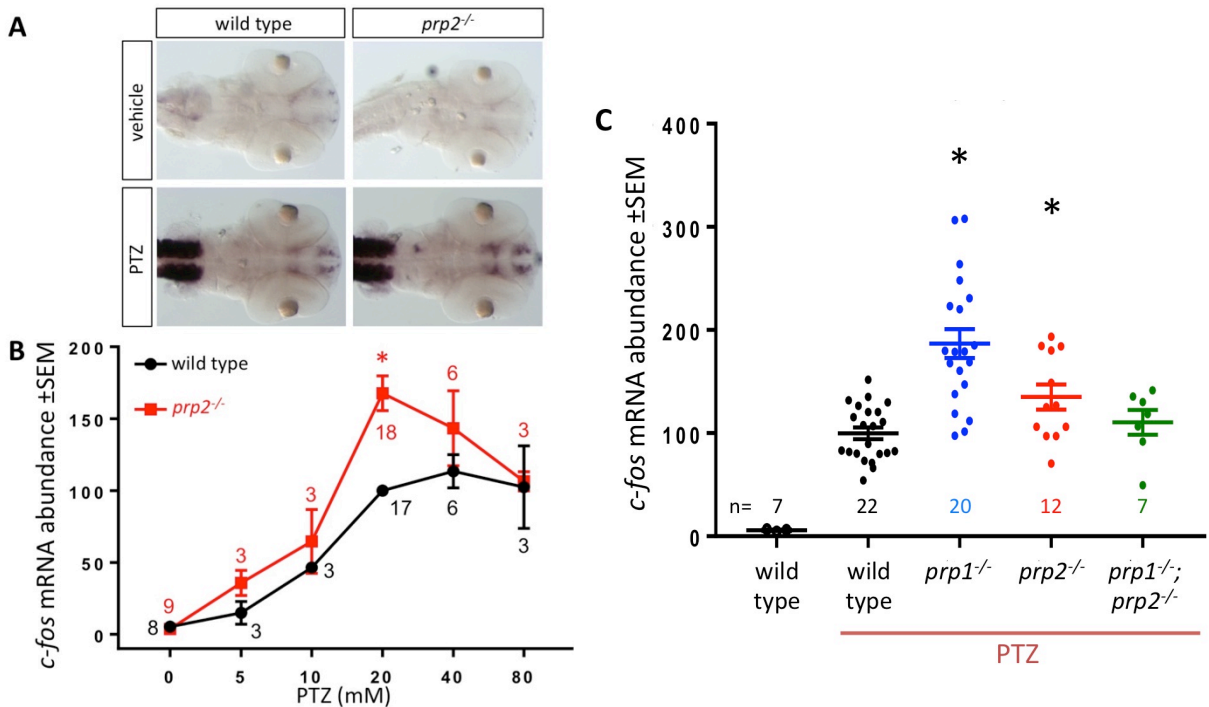 A
wild type
prp2-/-
vehicle
PTZ
B
c-fos mRNA abundance ±SEM
200
150
100
50
0
wild type
prp2-/-
*
9
8
3
3
3
3
18
17
6
6
3
3
0 5 10 20 40 80
PTZ (mM)
C
c-fos mRNA abundance ±SEM
400
300
200
100
0
*
*
n= 7 22 20 12 7
wild wild prp1-/- prp2-/- prp1-/-;
type type prp2-/-
PTZ